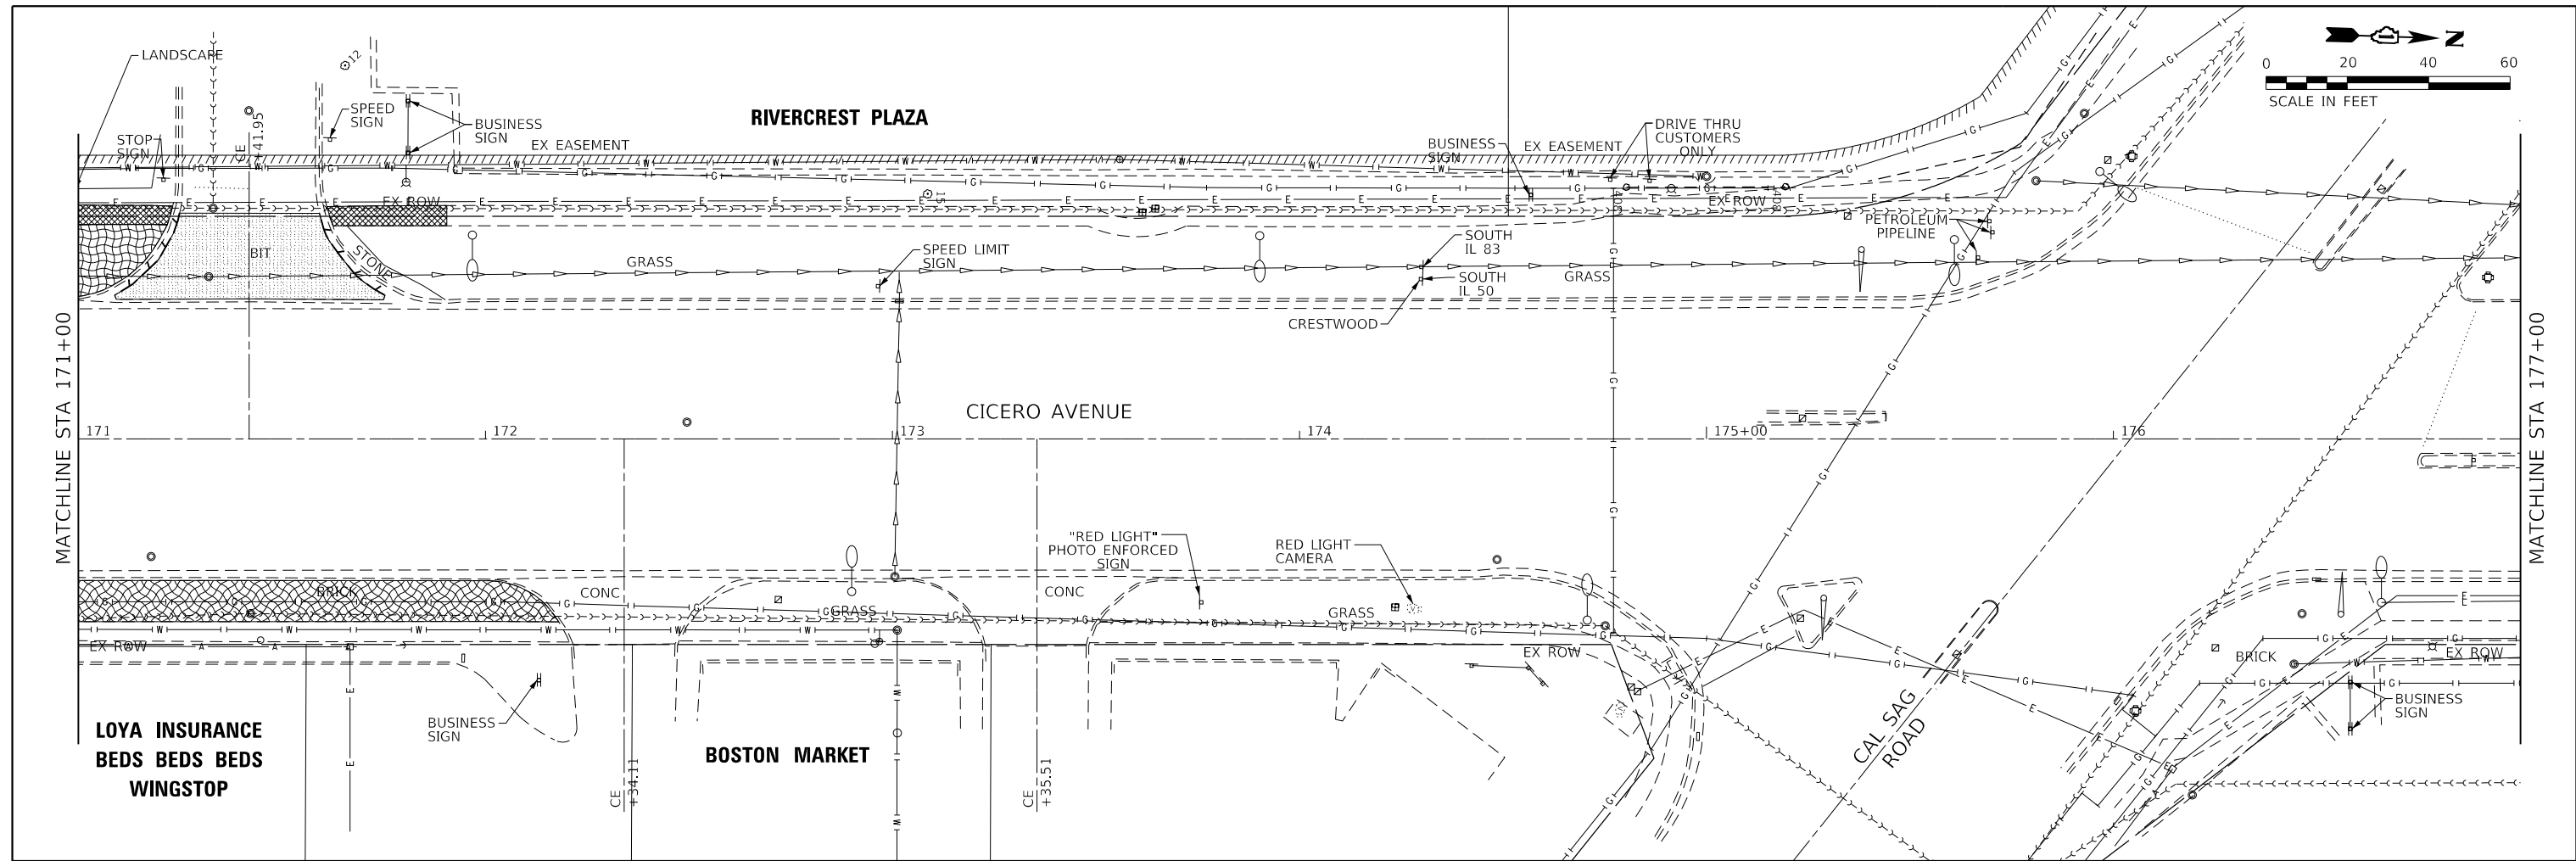 LANDSCAPE
12
N
0 20 40 60
SCALE IN FEET
STOP
SIGN
CE
+41.95
SPEED
SIGN
BUSINESS
SIGN
RIVERCREST PLAZA
EX EASEMENT
BUSINESS
SIGN
EX EASEMENT
DRIVE THRU
CUSTOMERS
ONLY
EX ROW
15
EX ROW
PETROLEUM
PIPELINE
BIT
STONE
GRASS
SPEED LIMIT
SIGN
SOUTH
IL 83
SOUTH
IL 50
GRASS
CRESTWOOD
MATCHLINE STA 171+00
MATCHLINE STA 177+00
CICERO AVENUE
171
172
173
174
175+00
176
"RED LIGHT"
PHOTO ENFORCED
SIGN
RED LIGHT
CAMERA
BRICK
CONC
GRASS
CONC
GRASS
EX ROW
EX ROW
BRICK
EX ROW
CAL SAG
ROAD
BUSINESS
SIGN
BUSINESS
SIGN
LOYA INSURANCE
BEDS BEDS BEDS
WINGSTOP
BOSTON MARKET
CE
+34.11
CE
+35.51